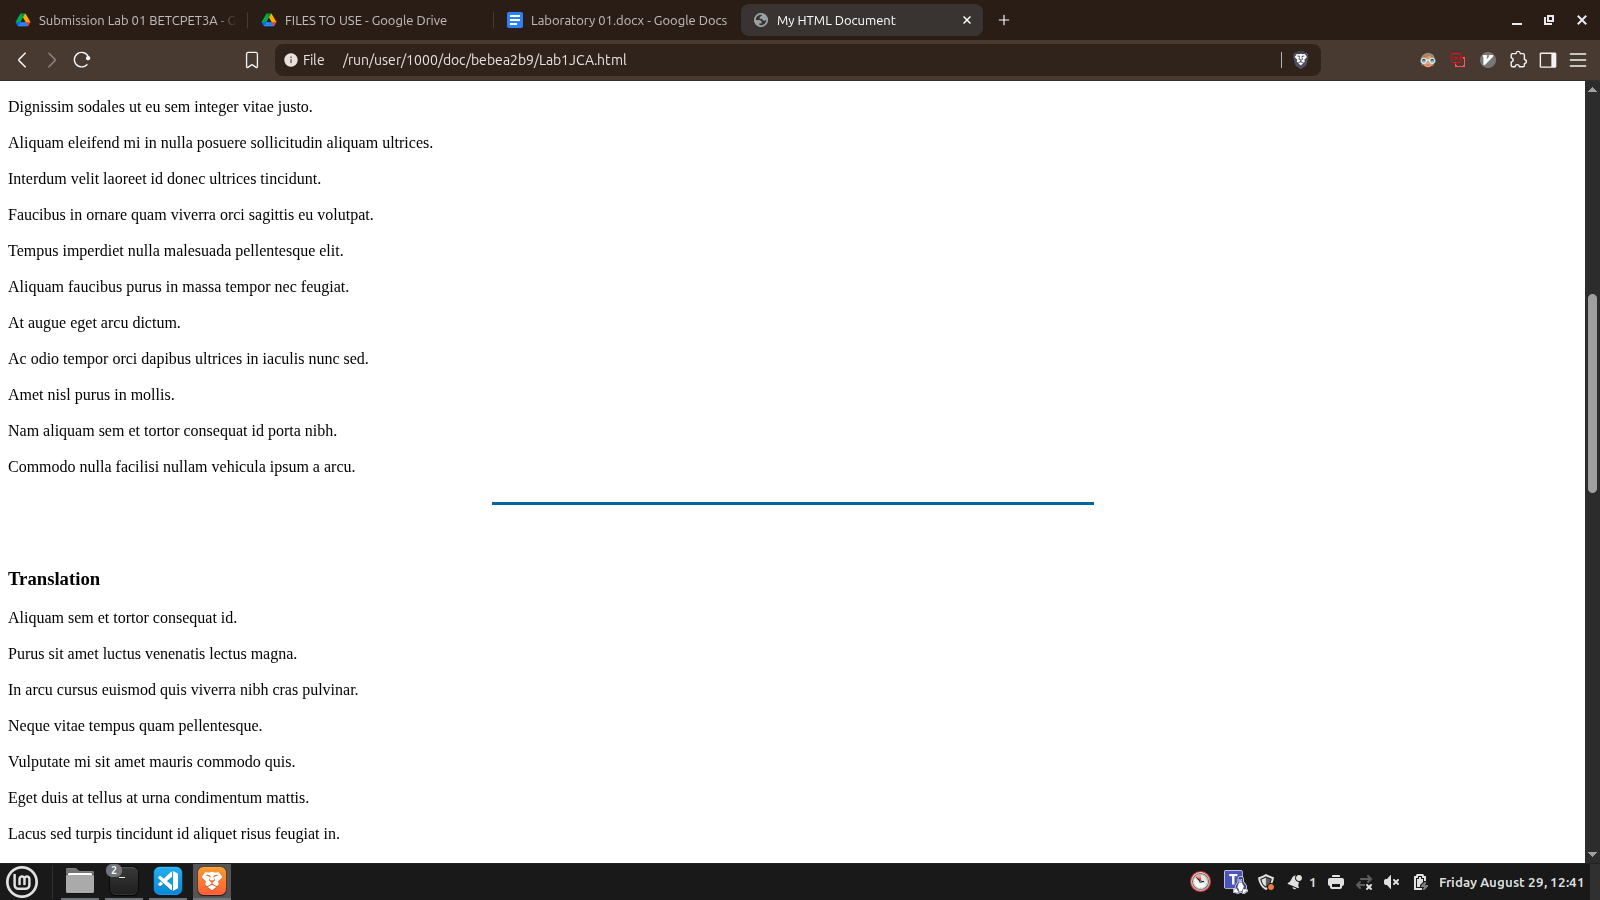 Submission Lab 01 BETCPET3A - G
FILES TO USE - Google Drive
Laboratory 01.docx - Google Docs
My HTML Document
File /run/user/1000/doc/bebea2b9/Lab1JCA.html
Dignissim sodales ut eu sem integer vitae justo.
Aliquam eleifend mi in nulla posuere sollicitudin aliquam ultrices.
Interdum velit laoreet id donec ultrices tincidunt.
Faucibus in ornare quam viverra orci sagittis eu volutpat.
Tempus imperdiet nulla malesuada pellentesque elit.
Aliquam faucibus purus in massa tempor nec feugiat.
At augue eget arcu dictum.
Ac odio tempor orci dapibus ultrices in iaculis nunc sed.
Amet nisl purus in mollis.
Nam aliquam sem et tortor consequat id porta nibh.
Commodo nulla facilisi nullam vehicula ipsum a arcu.
Translation
Aliquam sem et tortor consequat id.
Purus sit amet luctus venenatis lectus magna.
In arcu cursus euismod quis viverra nibh cras pulvinar.
Neque vitae tempus quam pellentesque.
Vulputate mi sit amet mauris commodo quis.
Eget duis at tellus at urna condimentum mattis.
Lacus sed turpis tincidunt id aliquet risus feugiat in.
2
1
Friday August 29, 12:41